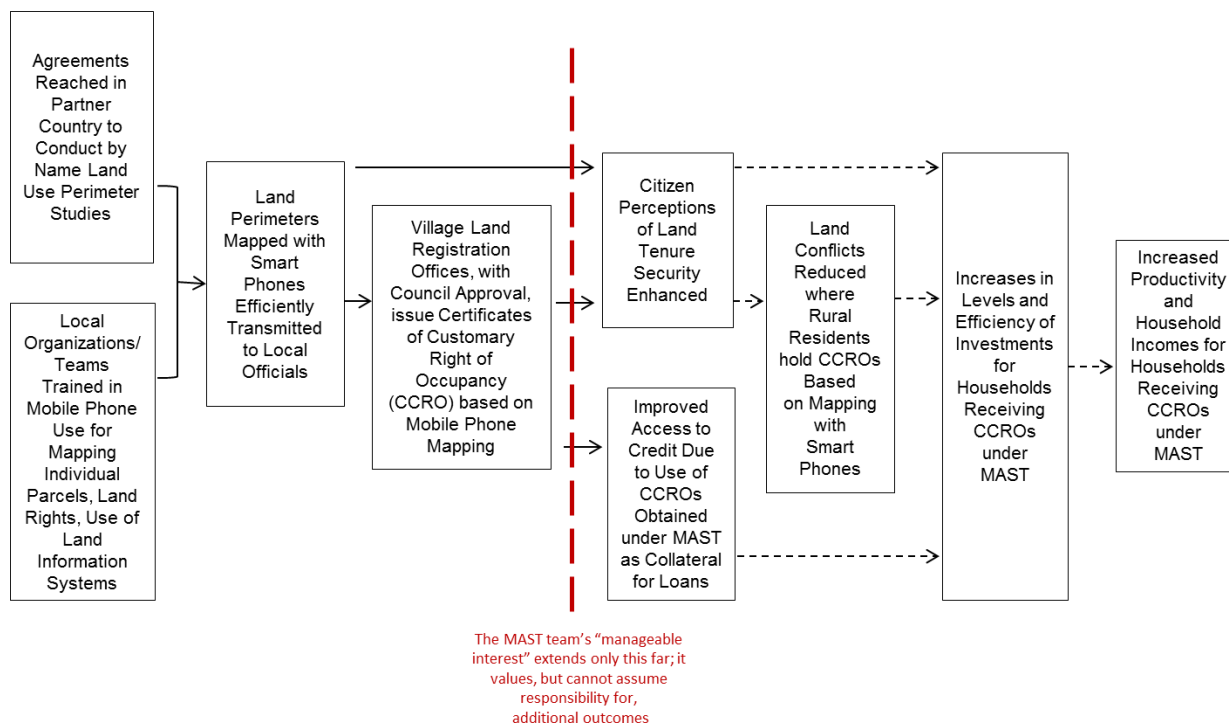 Agreements
Reached in
Partner
Country to
Conduct by
Name Land
Use Perimeter
Studies
Local
Organizations/
Teams
Trained in
Mobile Phone
Use for
Mapping
Individual
Parcels, Land
Rights, Use of
Land
Information
Systems
Land
Perimeters
Mapped with
Smart
Phones
Efficiently
Transmitted
to Local
Officials
Village Land
Registration
Offices, with
Council Approval,
issue Certificates
of Customary
Right of
Occupancy
(CCRO) based on
Mobile Phone
Mapping
Citizen
Perceptions
of Land
Tenure
Security
Enhanced
Improved
Access to
Credit Due to
Use of
CCROs
Obtained
under MAST
as Collateral
for Loans
Land
Conflicts
Reduced
where
Rural
Residents
hold CCROs
Based
on Mapping
with
Smart
Phones
Increases in
Levels and
Efficiency of
Investments
for
Households
Receiving
CCROs
under
MAST
Increased
Productivity
and
Household
Incomes for
Households
Receiving
CCROs
under
MAST
The MAST team's “manageable
interest” extends only this far; it
values, but cannot assume
responsibility for,
additional outcomes